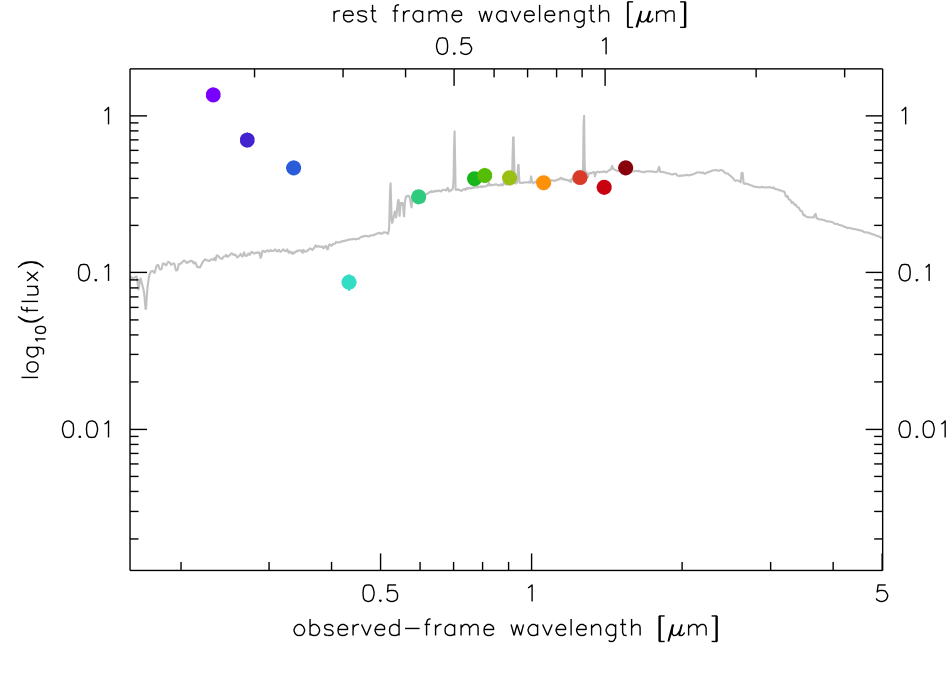 rest frame wavelength [μm]
0.5 1
1 1
0.1 0.1
0.01 0.01
log10(flux)
0.5 1 5
observed-frame wavelength [μm]